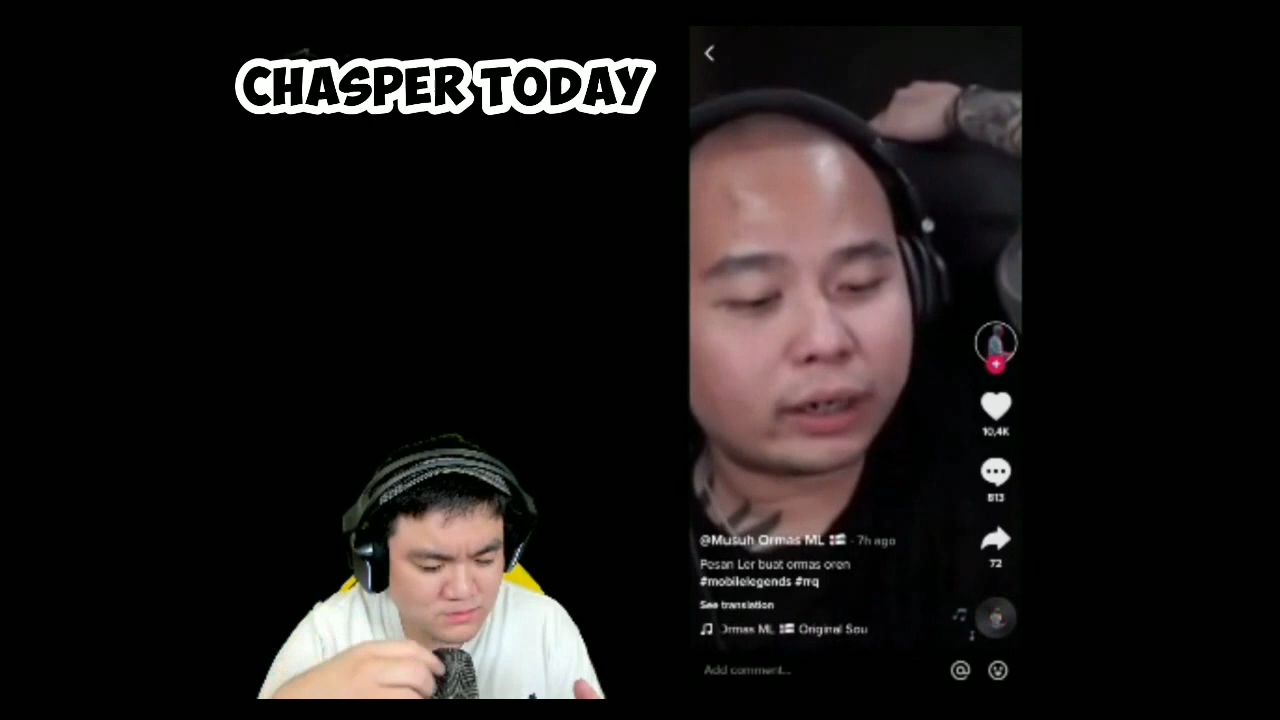 CHASPER TODAY
10,4K
813
72
@Musuh Ormas ML · 7h ago
Pesan Ler buat ormas oren
#mobilelegends #rrq
See translation
Ormas ML Original Sou
Add comment...